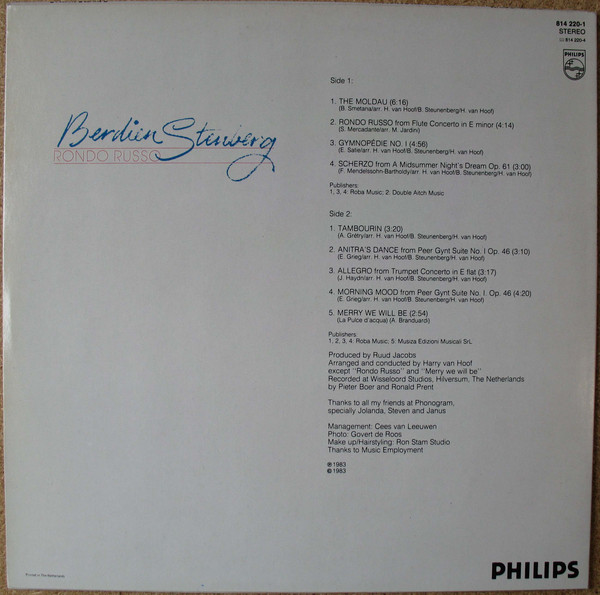 814 220-1
STEREO
814 220-4
PHILIPS
Berdien Stenberg
RONDO RUSSO
Side 1:
1. THE MOLDAU (6:16)
(B. Smetana/arr. H. van Hoof/B. Steunenberg/H. van Hoof)
2. RONDO RUSSO from Flute Concerto in E minor (4:14)
(S. Mercadante/arr. M. Jardini)
3. GYMNOPÉDIE NO. I (4:56)
(E. Satie/arr. H. van Hoof/B. Steunenberg/H. van Hoof)
4. SCHERZO from A Midsummer Night's Dream Op. 61 (3:00)
(F. Mendelssohn-Bartholdy/arr. H. van Hoof/B. Steunenberg/H. van Hoof)
Publishers:
1, 3, 4: Roba Music; 2: Double Aitch Music
Side 2:
1. TAMBOURIN (3:20)
(A. Grétry/arr. H. van Hoof/B. Steunenberg/H. van Hoof)
2. ANITRA'S DANCE from Peer Gynt Suite No. I Op. 46 (3:10)
(E. Grieg/arr. H. van Hoof/B. Steunenberg/H. van Hoof)
3. ALLEGRO from Trumpet Concerto in E flat (3:17)
(J. Haydn/arr. H. van Hoof/B. Steunenberg/H. van Hoof)
4. MORNING MOOD from Peer Gynt Suite No. I. Op. 46 (4:20)
(E. Grieg/arr. H. van Hoof/B. Steunenberg/H. van Hoof)
5. MERRY WE WILL BE (2:54)
(La Pulce d'acqua) (A. Branduardi)
Publishers:
1, 2, 3, 4: Roba Music; 5: Musiza Edizioni Musicali SrL
Produced by Ruud Jacobs
Arranged and conducted by Harry van Hoof
except "Rondo Russo" and "Merry we will be"
Recorded at Wisseloord Studios, Hilversum, The Netherlands
by Pieter Boer and Ronald Prent
Thanks to all my friends at Phonogram,
specially Jolanda, Steven and Janus
Management: Cees van Leeuwen
Photo: Govert de Roos
Make up/Hairstyling: Ron Stam Studio
Thanks to Music Employment
℗ 1983
© 1983
Printed in The Netherlands
PHILIPS